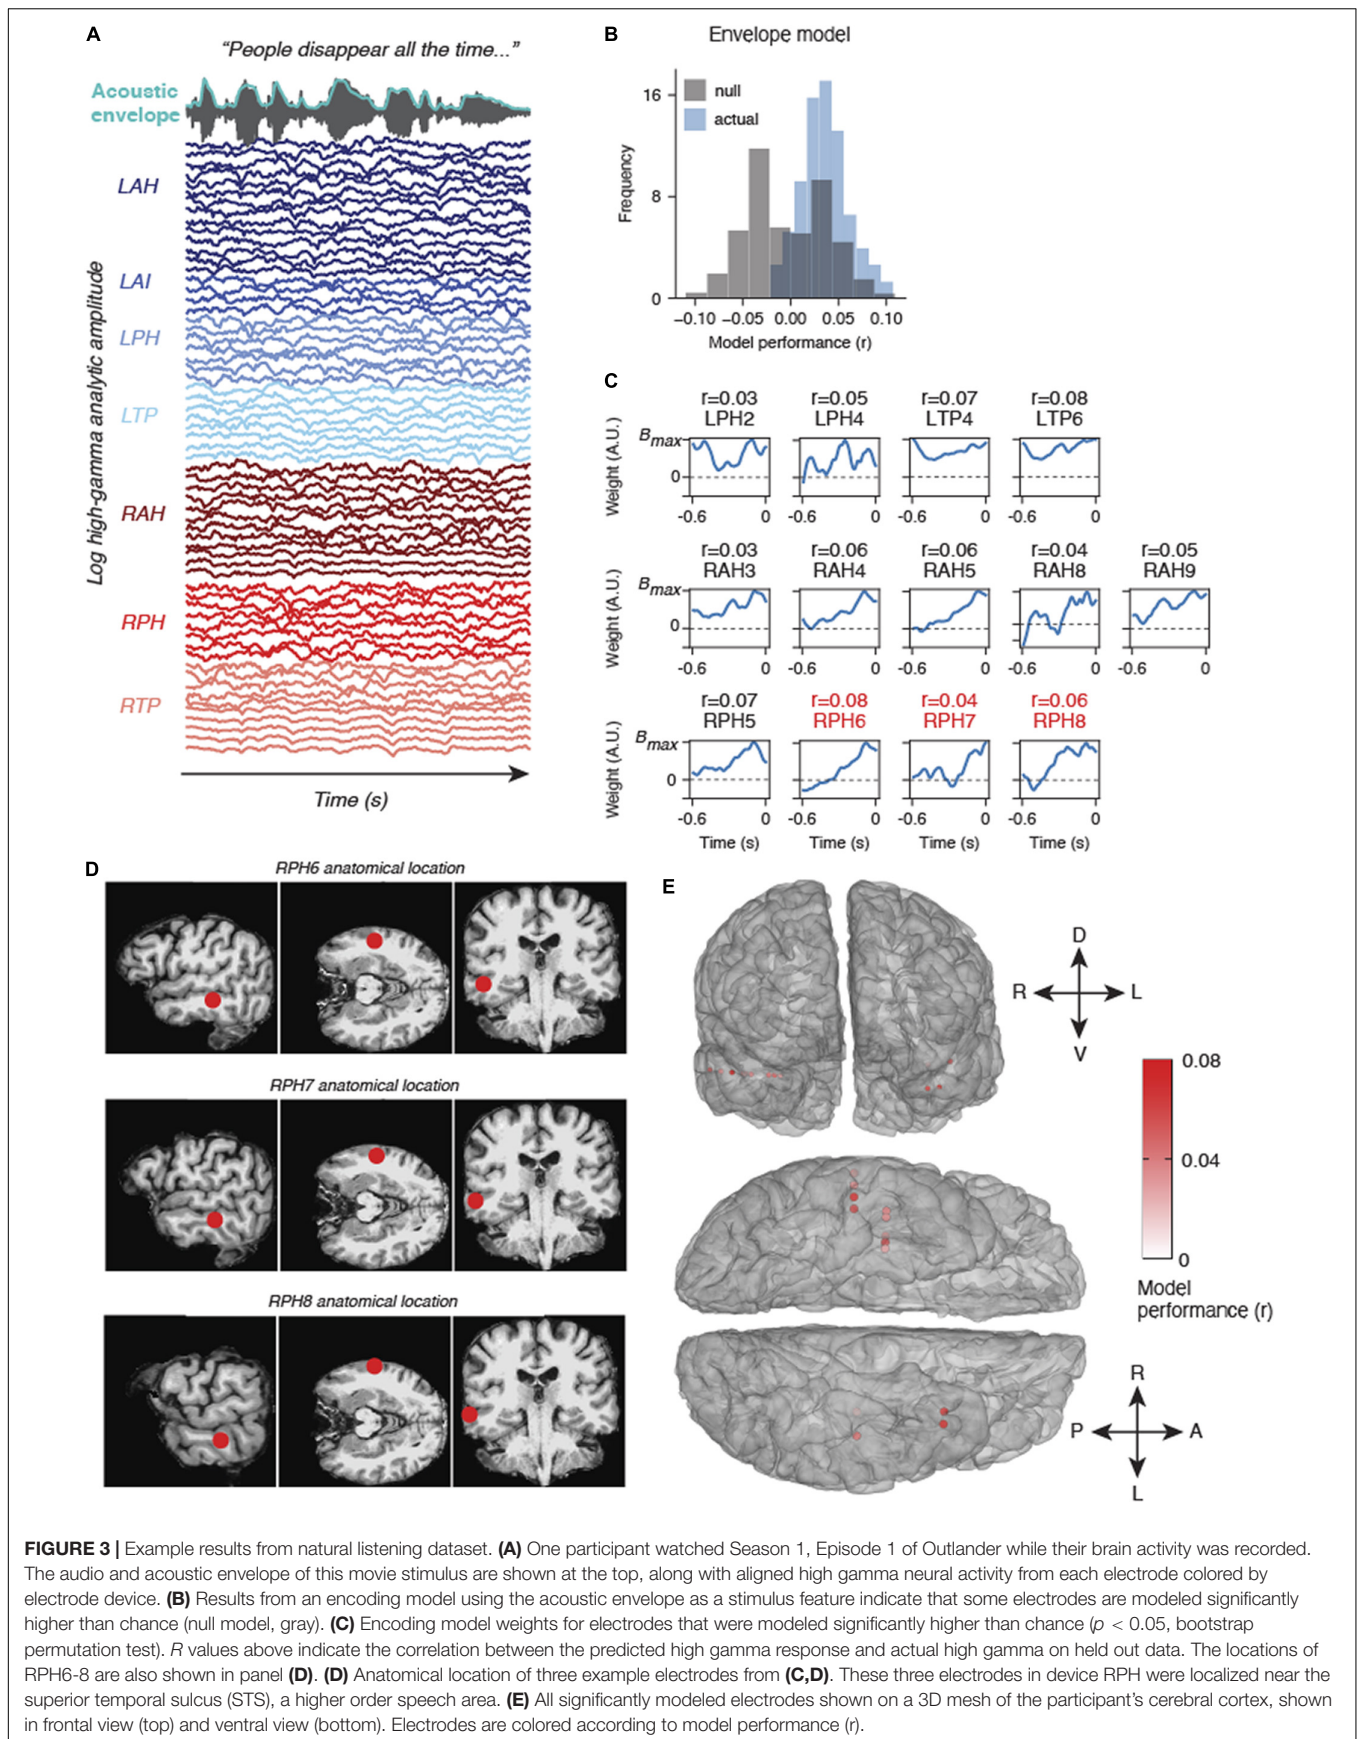 A
"People disappear all the time..."
Acoustic
envelope
LAH
LAI
LPH
LTP
RAH
RPH
RTP
Log high-gamma analytic amplitude
Time (s)
B
Envelope model
null
actual
16
8
0
Frequency
−0.10 −0.05 0.00 0.05 0.10
Model performance (r)
C
r=0.03 r=0.05 r=0.07 r=0.08
LPH2 LPH4 LTP4 LTP6
Weight (A.U.)
Bmax
0
-0.6 0 -0.6 0 -0.6 0 -0.6 0
r=0.03 r=0.06 r=0.06 r=0.04 r=0.05
RAH3 RAH4 RAH5 RAH8 RAH9
Weight (A.U.)
Bmax
0
-0.6 0 -0.6 0 -0.6 0 -0.6 0 -0.6 0
r=0.07 r=0.08 r=0.04 r=0.06
RPH5 RPH6 RPH7 RPH8
Weight (A.U.)
Bmax
0
-0.6 0 -0.6 0 -0.6 0 -0.6 0
Time (s) Time (s) Time (s) Time (s)
D
RPH6 anatomical location
RPH7 anatomical location
RPH8 anatomical location
E
D
R L
V
0.08
0.04
0
Model
performance (r)
R
P A
L
FIGURE 3 | Example results from natural listening dataset. (A) One participant watched Season 1, Episode 1 of Outlander while their brain activity was recorded.
The audio and acoustic envelope of this movie stimulus are shown at the top, along with aligned high gamma neural activity from each electrode colored by
electrode device. (B) Results from an encoding model using the acoustic envelope as a stimulus feature indicate that some electrodes are modeled significantly
higher than chance (null model, gray). (C) Encoding model weights for electrodes that were modeled significantly higher than chance (p < 0.05, bootstrap
permutation test). R values above indicate the correlation between the predicted high gamma response and actual high gamma on held out data. The locations of
RPH6-8 are also shown in panel (D). (D) Anatomical location of three example electrodes from (C,D). These three electrodes in device RPH were localized near the
superior temporal sulcus (STS), a higher order speech area. (E) All significantly modeled electrodes shown on a 3D mesh of the participant's cerebral cortex, shown
in frontal view (top) and ventral view (bottom). Electrodes are colored according to model performance (r).